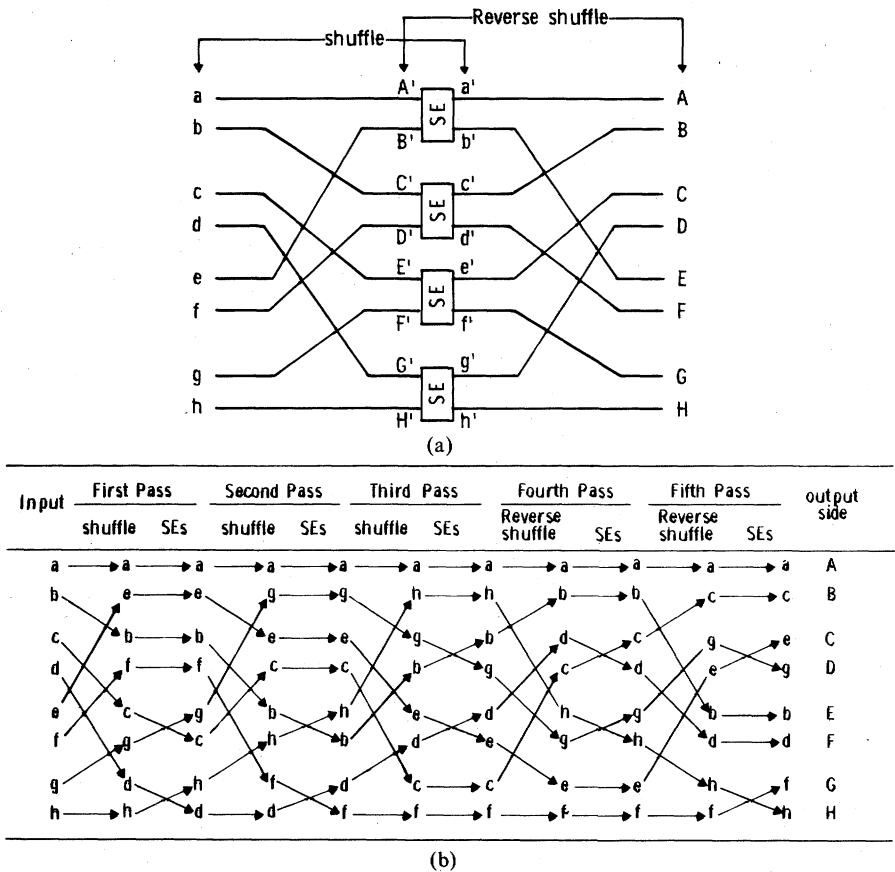 Reverse shuffle
shuffle
a A' SE a' A
b B' b' B
c C' SE c' C
d D' d' D
e E' SE e' E
f F' f' F
g G' SE g' G
h H' h' H
(a)
Input First Pass Second Pass Third Pass Fourth Pass Fifth Pass output side
shuffle SEs shuffle SEs shuffle SEs Reverse shuffle SEs Reverse shuffle SEs
a a a a a a a a a a a A
b e e g g h h b b c c B
c b b e e g b d c g e C
d f f c c b g c d e g D
e c g b h e d h g b b E
f g c h b d e g h d d F
g d h f d c c e e h f G
h h d d f f f f f f h H
(b)